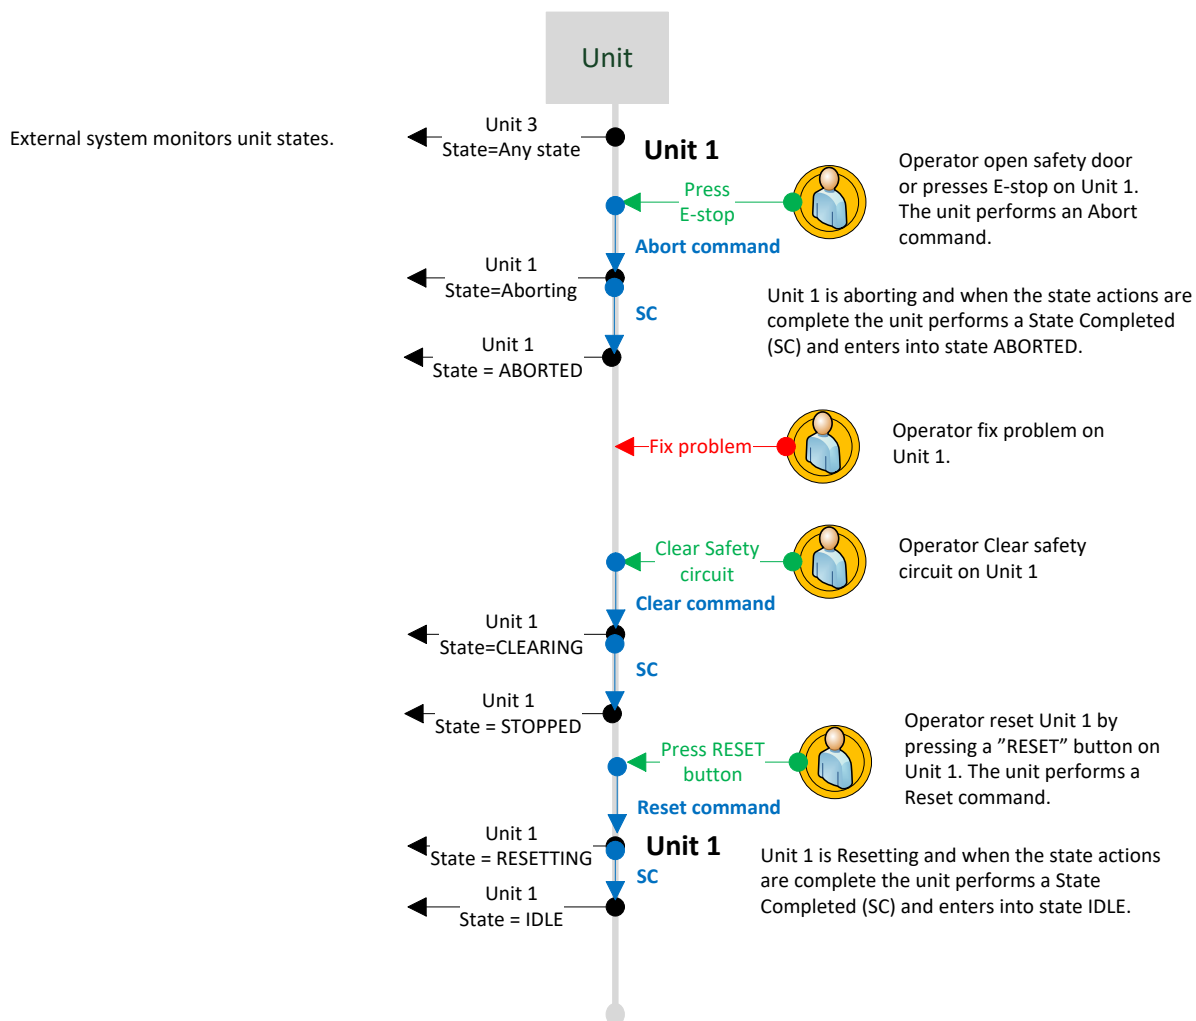 Unit
External system monitors unit states.
Unit 3
State=Any state
Unit 1
Press
E-stop
Operator open safety door
or presses E-stop on Unit 1.
The unit performs an Abort
command.
Abort command
Unit 1
State=Aborting
SC
Unit 1 is aborting and when the state actions are
complete the unit performs a State Completed
(SC) and enters into state ABORTED.
Unit 1
State = ABORTED
Fix problem
Operator fix problem on
Unit 1.
Clear Safety
circuit
Operator Clear safety
circuit on Unit 1
Clear command
Unit 1
State=CLEARING
SC
Unit 1
State = STOPPED
Press RESET
button
Operator reset Unit 1 by
pressing a ”RESET” button on
Unit 1. The unit performs a
Reset command.
Reset command
Unit 1
State = RESETTING
Unit 1
SC
Unit 1 is Resetting and when the state actions
are complete the unit performs a State
Completed (SC) and enters into state IDLE.
Unit 1
State = IDLE